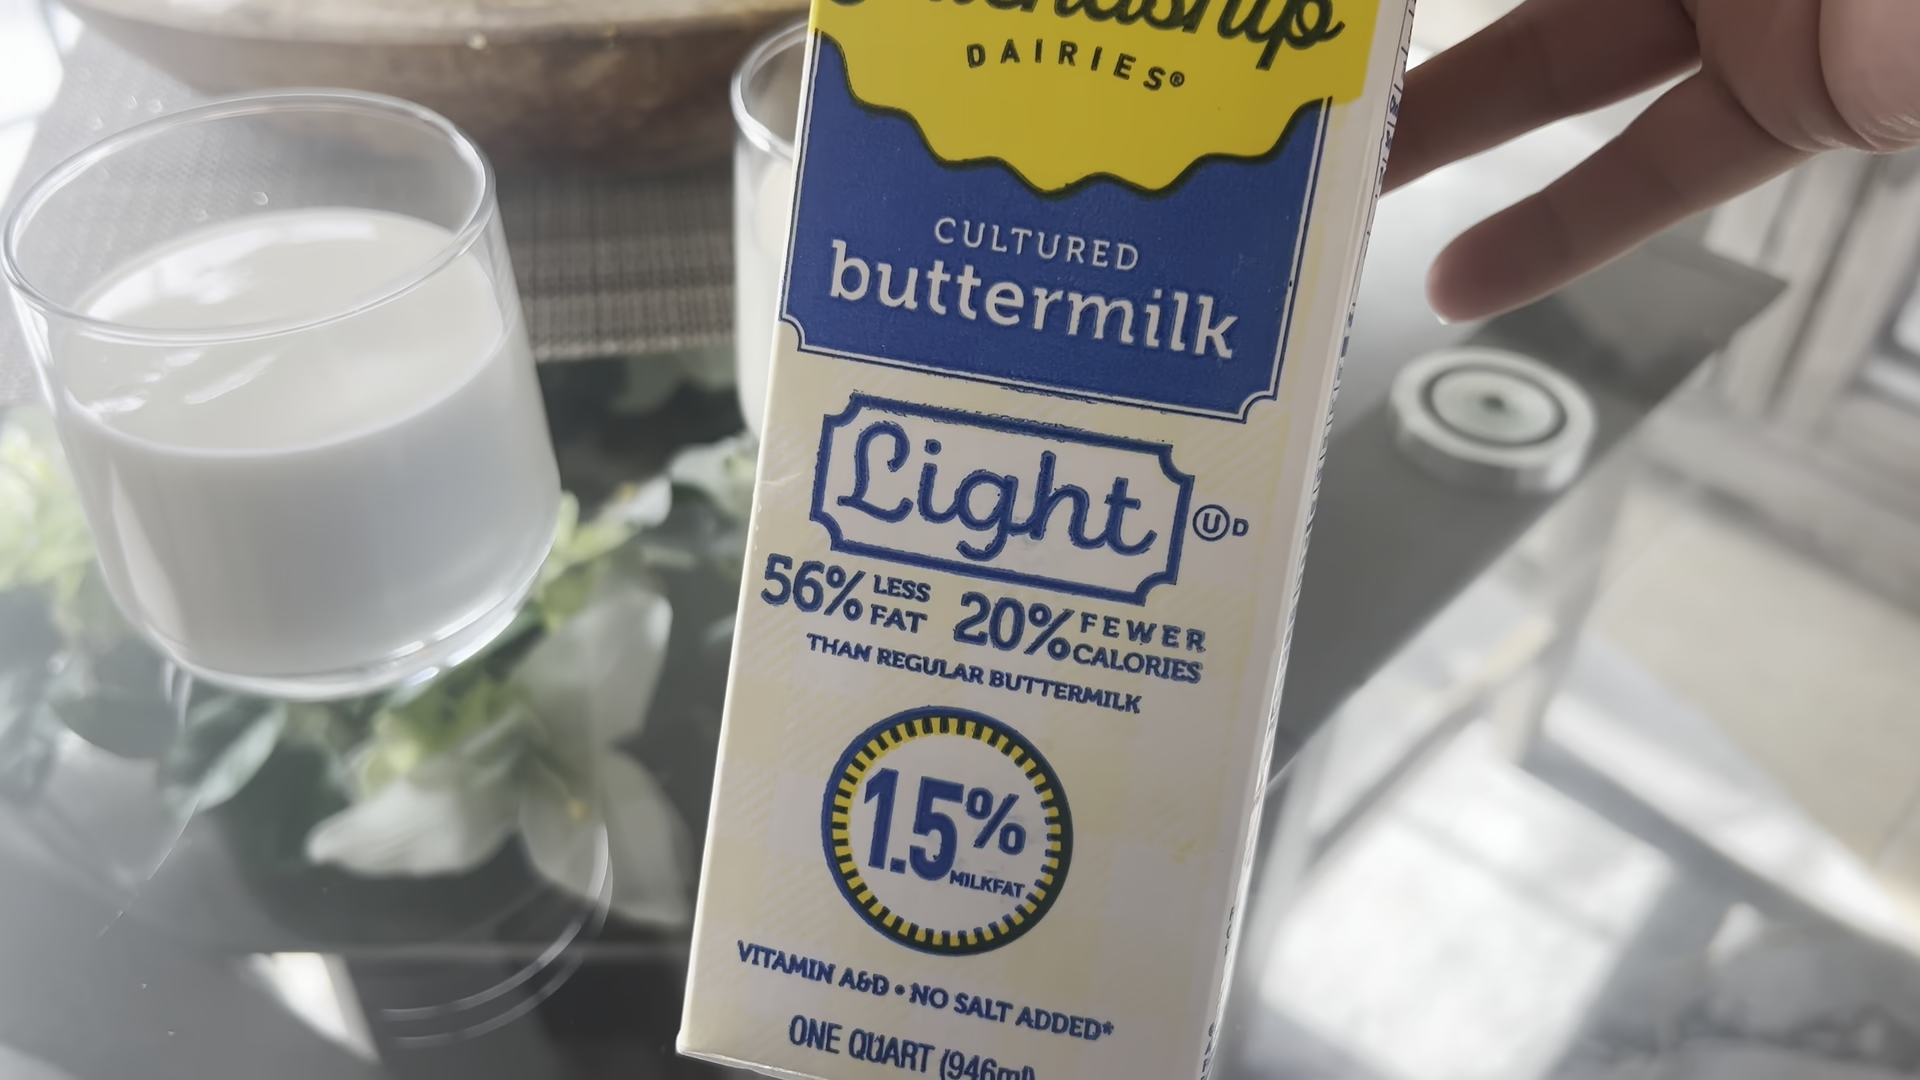 DAIRIES®
CULTURED
buttermilk
Light
U D
56% LESS FAT 20% FEWER CALORIES
THAN REGULAR BUTTERMILK
1.5%
MILKFAT
VITAMIN A&D • NO SALT ADDED*
ONE QUART (946ml)